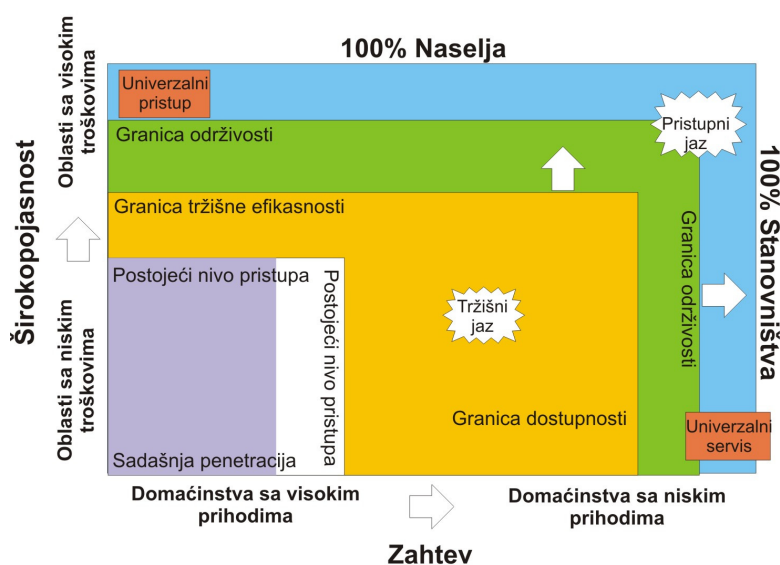 100% Naselja
Oblasti sa visokim
troškovima
Univerzalni
pristup
Pristupni
jaz
Granica održivosti
Granica tržišne efikasnosti
Širokopojasnost
100% Stanovništva
Granica održivosti
Postojeći nivo pristupa
Postojeći nivo pristupa
Tržišni
jaz
Oblasti sa niskim
troškovima
Granica dostupnosti
Univerzalni
servis
Sadašnja penetracija
Domaćinstva sa visokim
prihodima
Domaćinstva sa niskim
prihodima
Zahtev